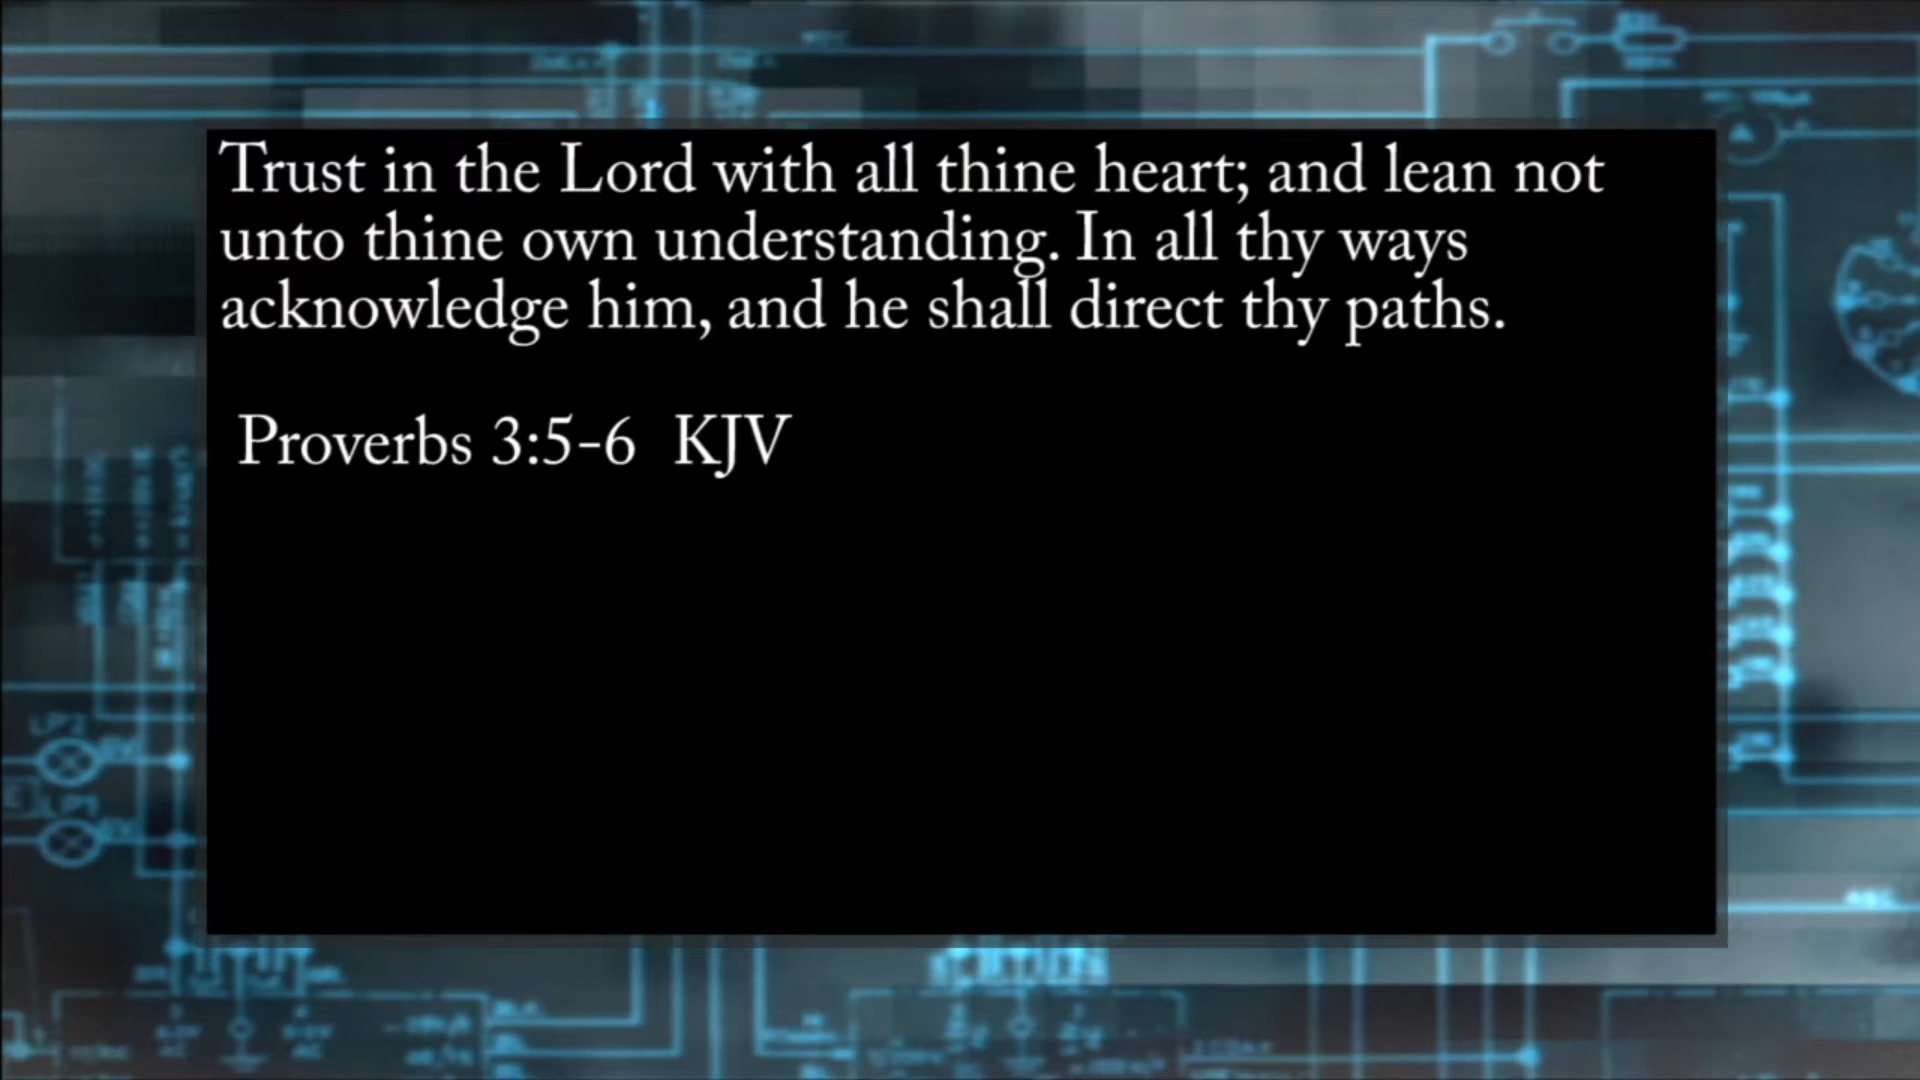 Trust in the Lord with all thine heart; and lean not
unto thine own understanding. In all thy ways
acknowledge him, and he shall direct thy paths.
Proverbs 3:5-6 KJV
LP2